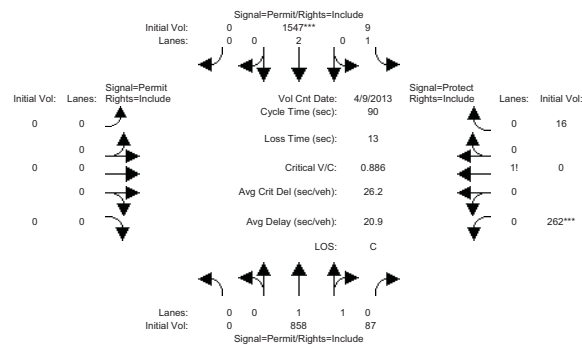 Signal=Permit/Rights=Include
Initial Vol: 0 1547*** 9
Lanes: 0 0 2 0 1
Signal=Permit
Initial Vol: Lanes: Rights=Include
Vol Cnt Date: 4/9/2013
Signal=Protect
Rights=Include Lanes: Initial Vol:
Cycle Time (sec): 90
0 0 0 16
Loss Time (sec): 13
0 0
0 0 Critical V/C: 0.886 1! 0
0 Avg Crit Del (sec/veh): 26.2 0
0 0 Avg Delay (sec/veh): 20.9 0 262***
LOS: C
Lanes: 0 0 1 1 0
Initial Vol: 0 858 87
Signal=Permit/Rights=Include